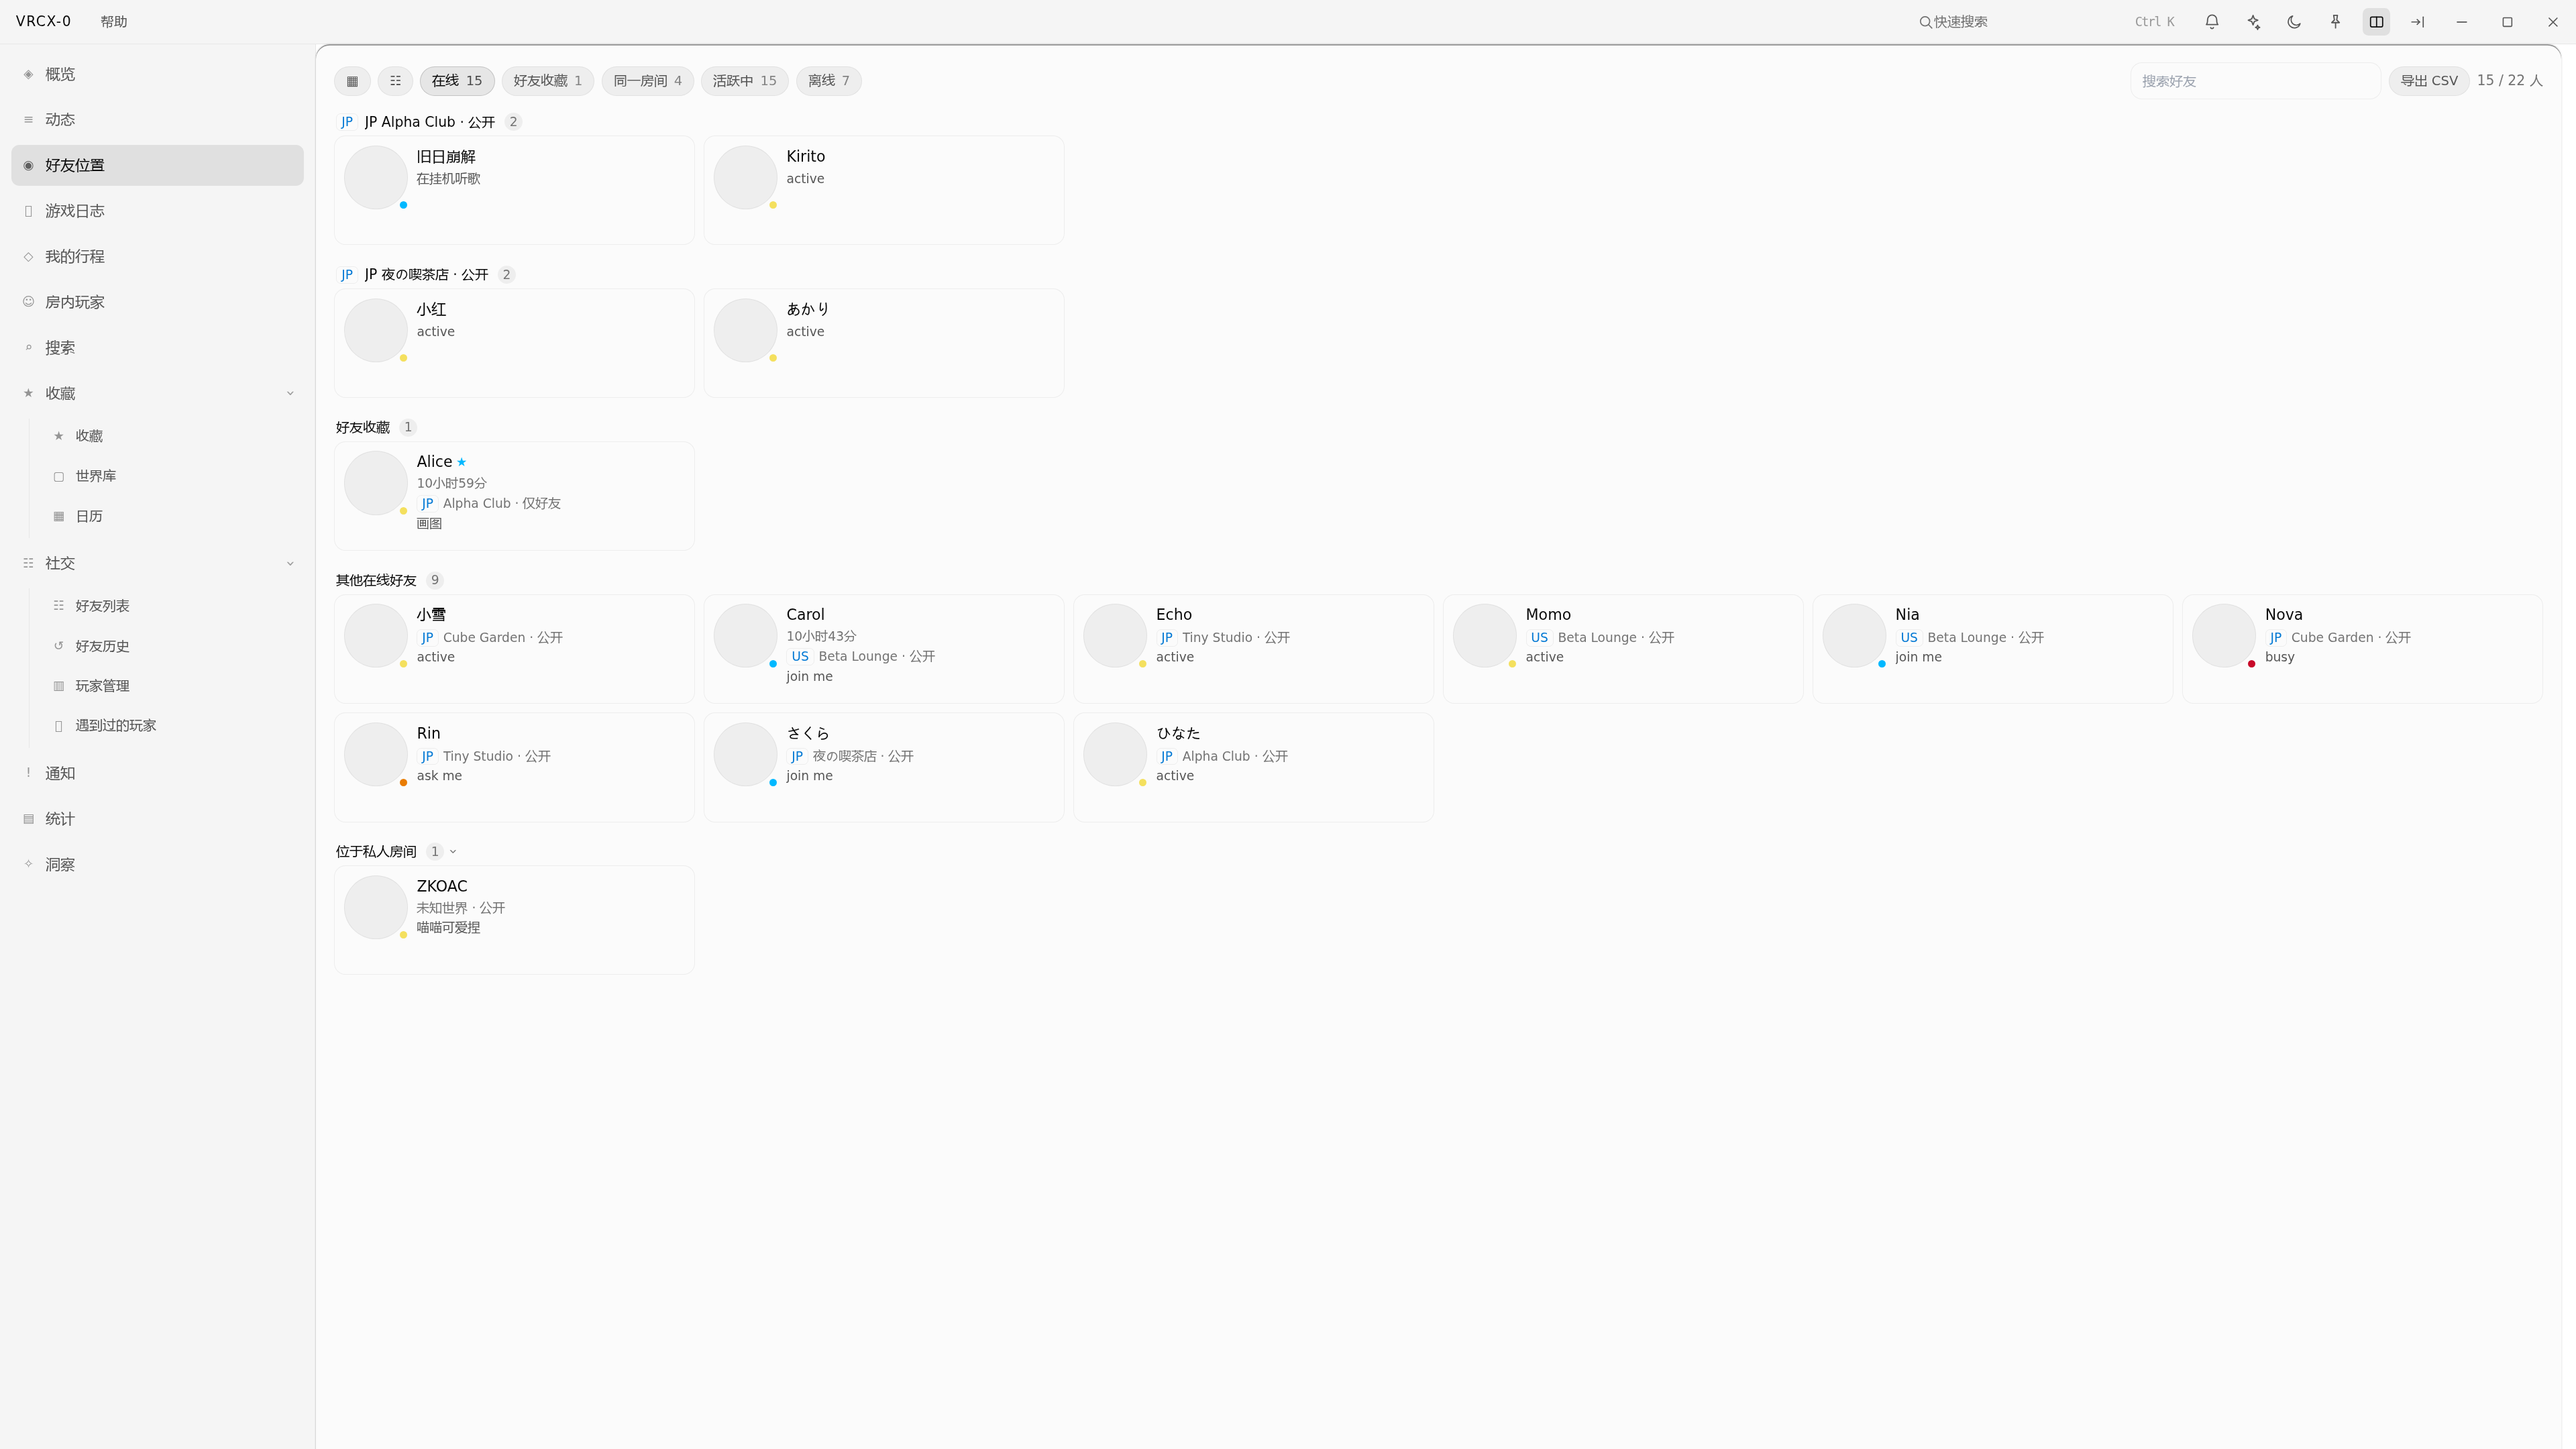 VRCX-0 帮助 快速搜索 Ctrl K
概览
动态
好友位置
游戏日志
我的行程
房内玩家
搜索
收藏
收藏
世界库
日历
社交
好友列表
好友历史
玩家管理
遇到过的玩家
通知
统计
洞察
在线 15 好友收藏 1 同一房间 4 活跃中 15 离线 7 搜索好友 导出 CSV 15 / 22 人
JP JP Alpha Club · 公开 2
旧日崩解
在挂机听歌
Kirito
active
JP JP 夜の喫茶店 · 公开 2
小红
active
あかり
active
好友收藏 1
Alice ★
10小时59分
JP Alpha Club · 仅好友
画图
其他在线好友 9
小雪
JP Cube Garden · 公开
active
Carol
10小时43分
US Beta Lounge · 公开
join me
Echo
JP Tiny Studio · 公开
active
Momo
US Beta Lounge · 公开
active
Nia
US Beta Lounge · 公开
join me
Nova
JP Cube Garden · 公开
busy
Rin
JP Tiny Studio · 公开
ask me
さくら
JP 夜の喫茶店 · 公开
join me
ひなた
JP Alpha Club · 公开
active
位于私人房间 1
ZKOAC
未知世界 · 公开
喵喵可爱捏